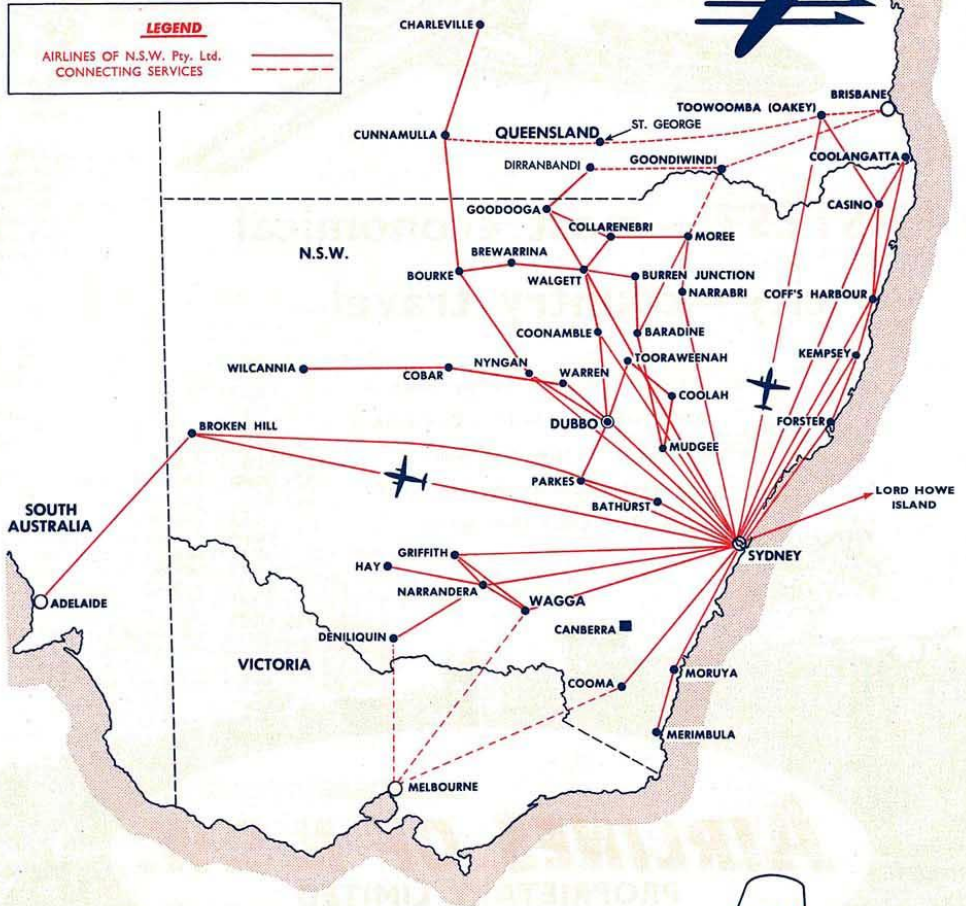 LEGEND
AIRLINES OF N.S.W. Pty. Ltd.
CONNECTING SERVICES
CHARLEVILLE
BRISBANE
TOOWOOMBA (OAKEY)
CUNNAMULLA
QUEENSLAND
ST. GEORGE
DIRRANBANDI
GOONDIWINDI
COOLANGATTA
GOODOOGA
CASINO
COLLARENEBRI
MOREE
N.S.W.
BREWARRINA
BOURKE
WALGETT
BURREN JUNCTION
NARRABRI
COFF'S HARBOUR
COONAMBLE
BARADINE
NYNGAN
TOORAWEENAH
KEMPSEY
WILCANNIA
COBAR
WARREN
COOLAH
DUBBO
FORSTER
BROKEN HILL
MUDGEE
PARKES
BATHURST
LORD HOWE
ISLAND
SOUTH
AUSTRALIA
SYDNEY
GRIFFITH
HAY
NARRANDERA
WAGGA
ADELAIDE
CANBERRA
DENILIQUIN
VICTORIA
COOMA
MORUYA
MERIMBULA
MELBOURNE